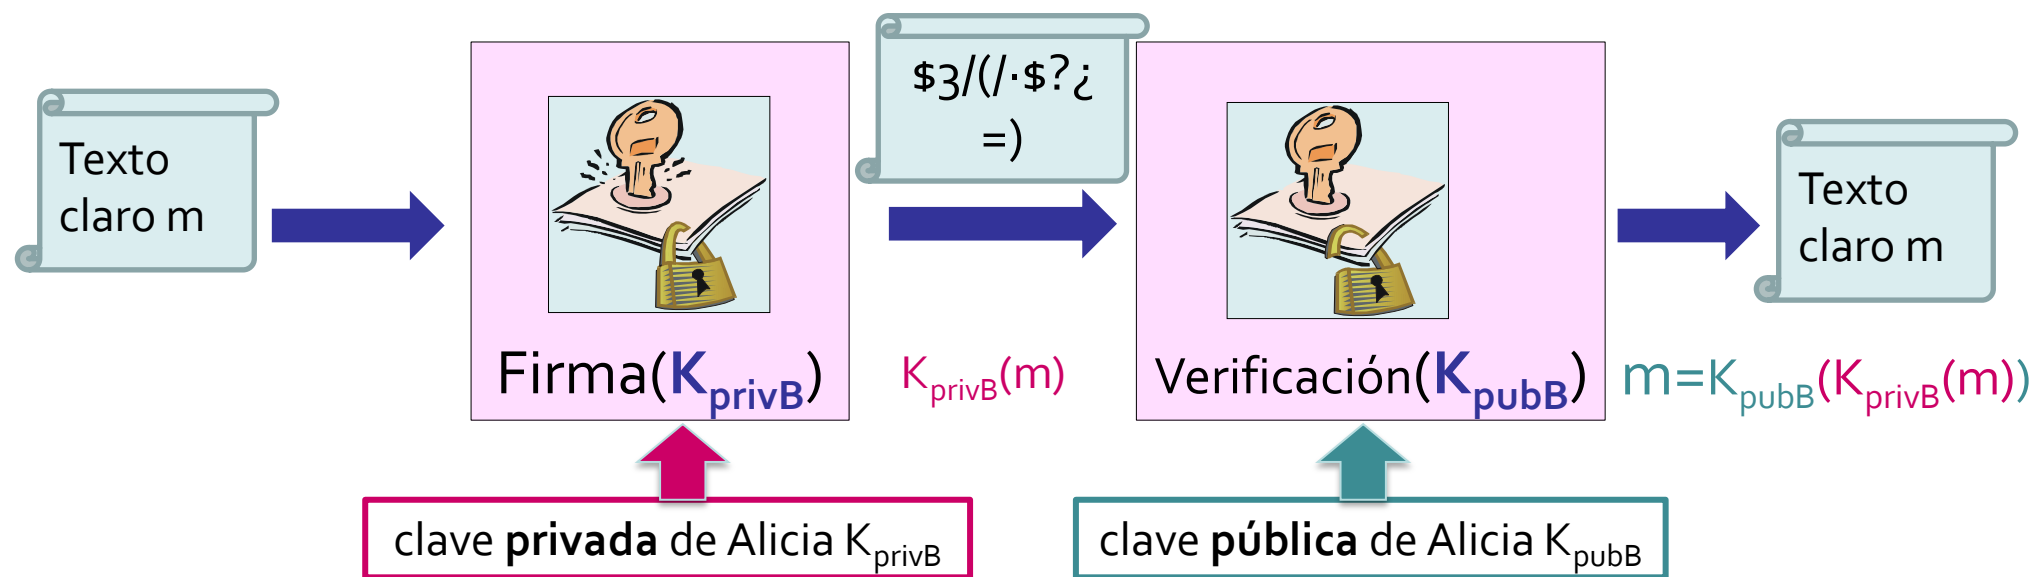 Texto
claro m
$3/(/·$?¿
=)
Texto
claro m
Firma(KprivB)
KprivB(m)
Verificación(KpubB)
m=KpubB(KprivB(m))
clave privada de Alicia KprivB
clave pública de Alicia KpubB